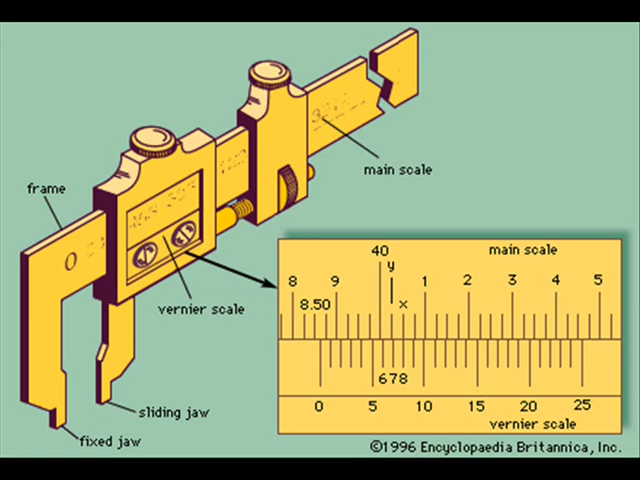 main scale
frame
0
40
main scale
y
8 9 1 2 3 4 5
8.50 x
vernier scale
678
0 5 10 15 20 25
sliding jaw
vernier scale
fixed jaw
©1996 Encyclopaedia Britannica, Inc.